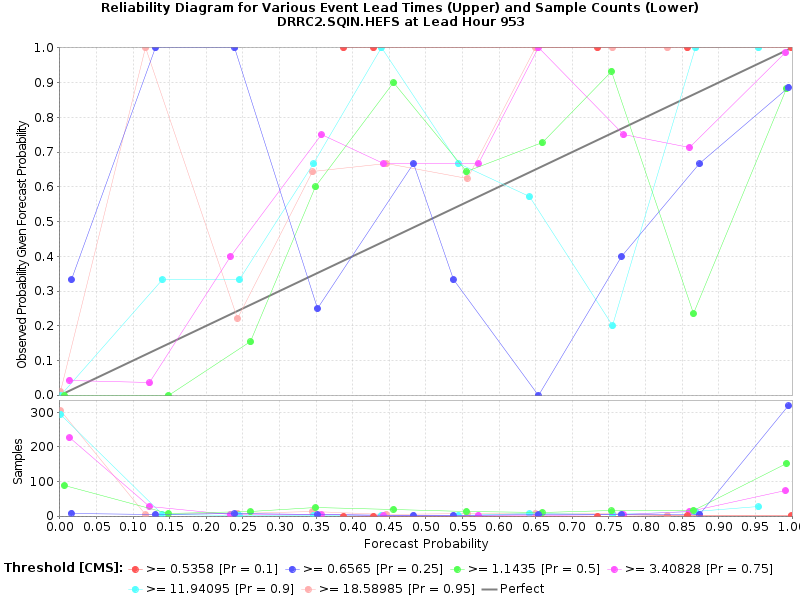 Reliability Diagram for Various Event Lead Times (Upper) and Sample Counts (Lower)
DRRC2.SQIN.HEFS at Lead Hour 953
Observed Probability Given Forecast Probability
1.0
0.9
0.8
0.7
0.6
0.5
0.4
0.3
0.2
0.1
0.0
Samples
300
200
100
0
0.00 0.05 0.10 0.15 0.20 0.25 0.30 0.35 0.40 0.45 0.50 0.55 0.60 0.65 0.70 0.75 0.80 0.85 0.90 0.95 1.00
Forecast Probability
Threshold [CMS]: >= 0.5358 [Pr = 0.1] >= 0.6565 [Pr = 0.25] >= 1.1435 [Pr = 0.5] >= 3.40828 [Pr = 0.75]
>= 11.94095 [Pr = 0.9] >= 18.58985 [Pr = 0.95] Perfect